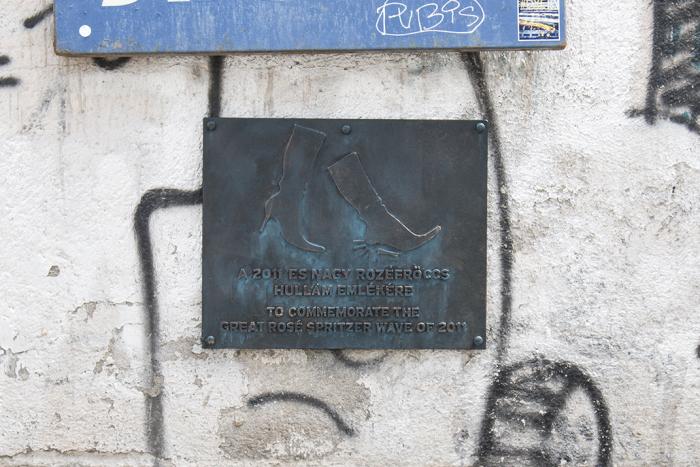 PUBIS
A 2011 ES NAGY ROZÉFRÖCCS
HULLÁM EMLÉKÉRE
TO COMMEMORATE THE
GREAT ROSÉ SPRITZER WAVE OF 2011